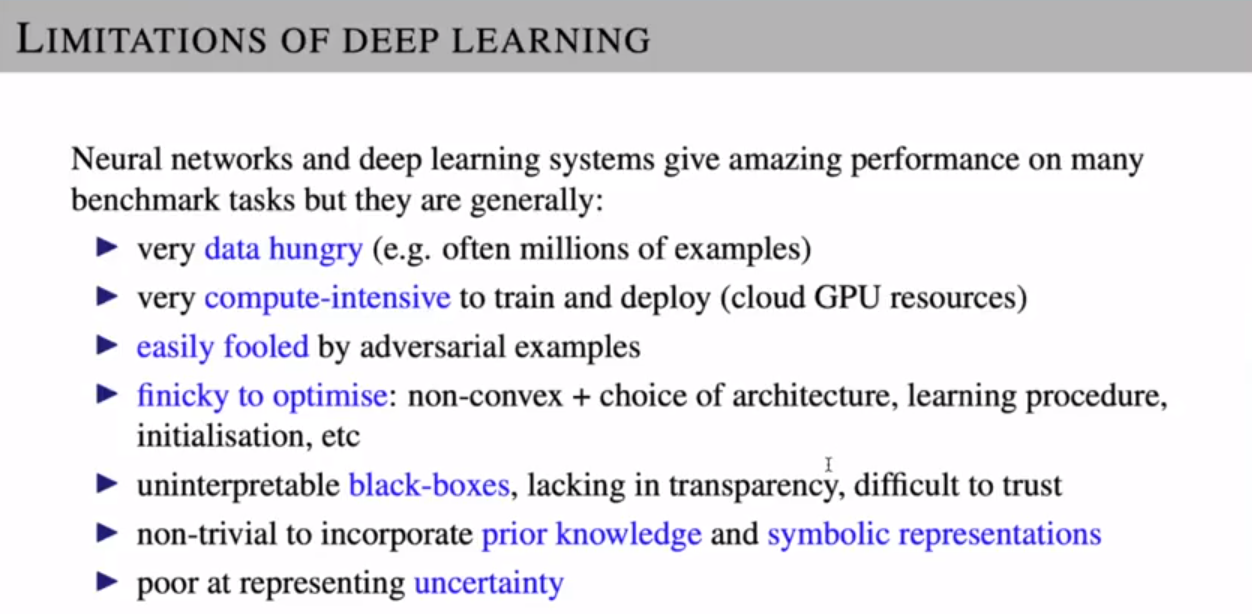 LIMITATIONS OF DEEP LEARNING
Neural networks and deep learning systems give amazing performance on many
benchmark tasks but they are generally:
▶ very data hungry (e.g. often millions of examples)
▶ very compute-intensive to train and deploy (cloud GPU resources)
▶ easily fooled by adversarial examples
▶ finicky to optimise: non-convex + choice of architecture, learning procedure,
initialisation, etc
▶ uninterpretable black-boxes, lacking in transparency, difficult to trust
▶ non-trivial to incorporate prior knowledge and symbolic representations
▶ poor at representing uncertainty